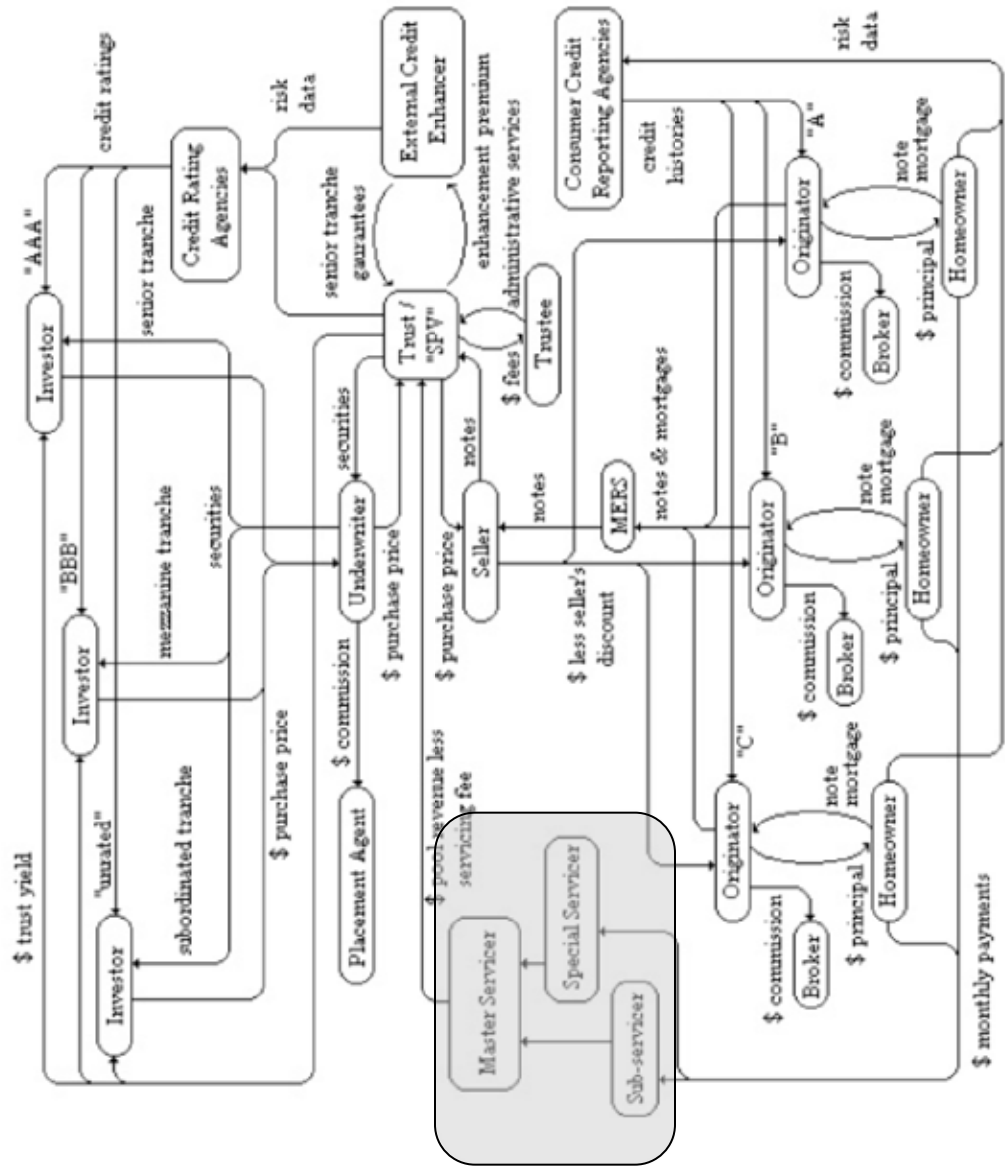 $ trust yield
"AAA"
Investor
credit ratings
"BBB"
Investor
senior tranche
"unrated"
Investor
mezzanine tranche
subordinated tranche
securities
Credit Rating
Agencies
$ purchase price
risk
data
$ commission
securities
senior tranche
gaurantees
Placement Agent
Underwriter
$ purchase price
Trust /
"SPV"
External Credit
Enhancer
$ pool revenue less
servicing fee
$ purchase price
notes
enhancement premium
Master Servicer
Seller
$ fees
administrative services
Trustee
Special Servicer
$ less seller's
discount
notes
Sub-servicer
MERS
notes & mortgages
Consumer Credit
Reporting Agencies
credit
histories
"C"
"B"
"A"
Originator
Originator
Originator
$ commission
$ commission
$ commission
Broker
Broker
Broker
note
mortgage
note
mortgage
note
mortgage
$ principal
$ principal
$ principal
Homeowner
Homeowner
Homeowner
risk
data
$ monthly payments